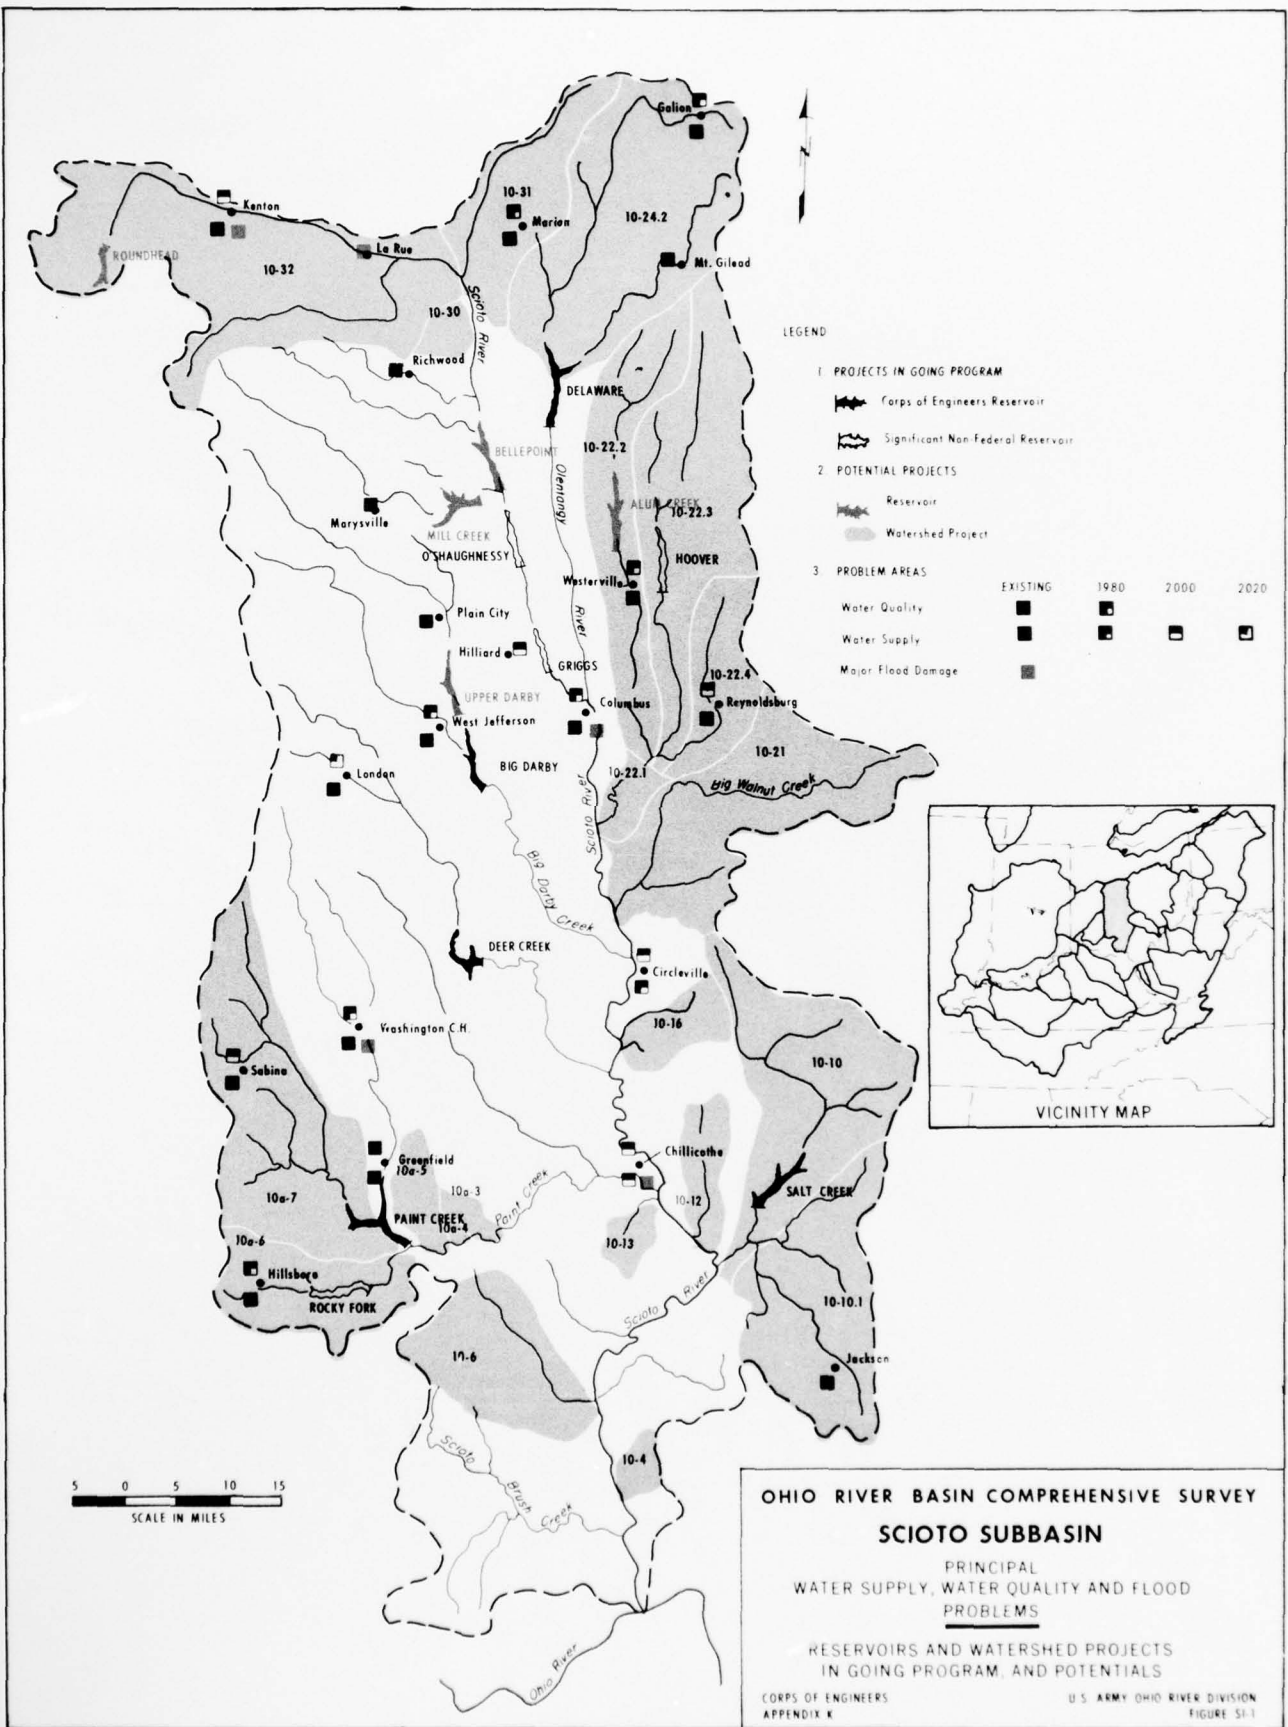 Galion
10-31
Kenton
Marion
10-24.2
La Rue
ROUNDHEAD
10-32
Mt. Gilead
Scioto River
10-30
LEGEND
Richwood
1 PROJECTS IN GOING PROGRAM
DELAWARE
Corps of Engineers Reservoir
Significant Non-Federal Reservoir
BELLEPOINT
10-22.2
2. POTENTIAL PROJECTS
Olentangy River
Reservoir
ALUM CREEK
10-22.3
Marysville
MILL CREEK
Watershed Project
O'SHAUGHNESSY
HOOVER
3 PROBLEM AREAS
EXISTING 1980 2000 2020
Westerville
Water Quality
Plain City
Water Supply
Hilliard
GRIGGS
Major Flood Damage
10-22.4
UPPER DARBY
Columbus
Reynoldsburg
West Jefferson
10-21
BIG DARBY
10-22.1
London
Big Walnut Creek
Scioto River
Big Darby Creek
DEER CREEK
Circleville
10-16
Washington C.H.
10-10
Sabina
VICINITY MAP
Chillicothe
Greenfield
10a-5
10a-3
Paint Creek
SALT CREEK
10a-7
10-12
PAINT CREEK
10a-4
10a-6
10-13
Hillsboro
ROCKY FORK
Scioto River
10-10.1
10-6
Jackson
Scioto Brush Creek
10-4
5 0 5 10 15
SCALE IN MILES
Ohio River
OHIO RIVER BASIN COMPREHENSIVE SURVEY
SCIOTO SUBBASIN
PRINCIPAL
WATER SUPPLY, WATER QUALITY AND FLOOD
PROBLEMS
RESERVOIRS AND WATERSHED PROJECTS
IN GOING PROGRAM, AND POTENTIALS
CORPS OF ENGINEERS U.S. ARMY OHIO RIVER DIVISION
APPENDIX K FIGURE SI-1
N